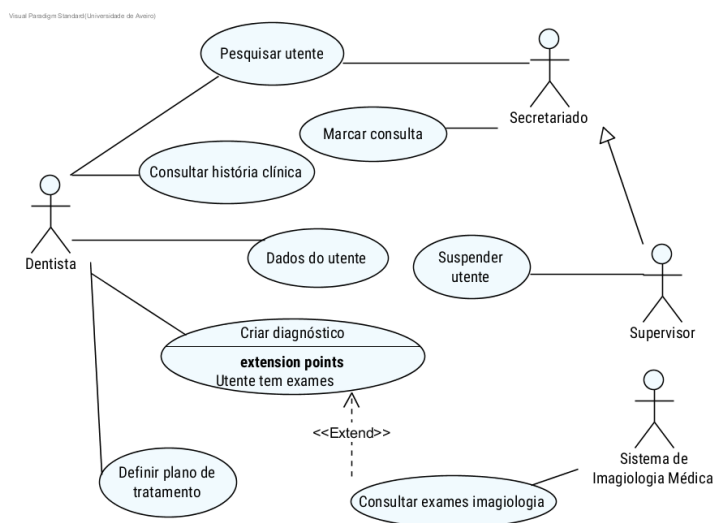 Visual Paradigm Standard(Universidade de Aveiro)
Pesquisar utente
Secretariado
Marcar consulta
Consultar história clínica
Dentista
Dados do utente
Suspender
utente
Supervisor
Criar diagnóstico
extension points
Utente tem exames
<<Extend>>
Sistema de
Imagiologia Médica
Definir plano de
tratamento
Consultar exames imagiologia